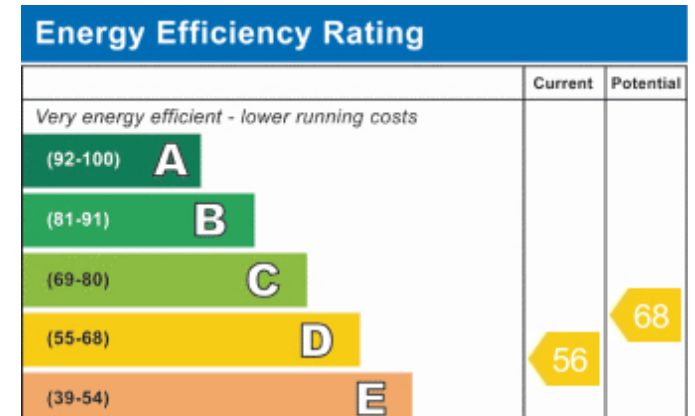 Energy Efficiency Rating
Current Potential
Very energy efficient - lower running costs
(92-100) A
(81-91) B
(69-80) C
68
(55-68) D
56
(39-54) E